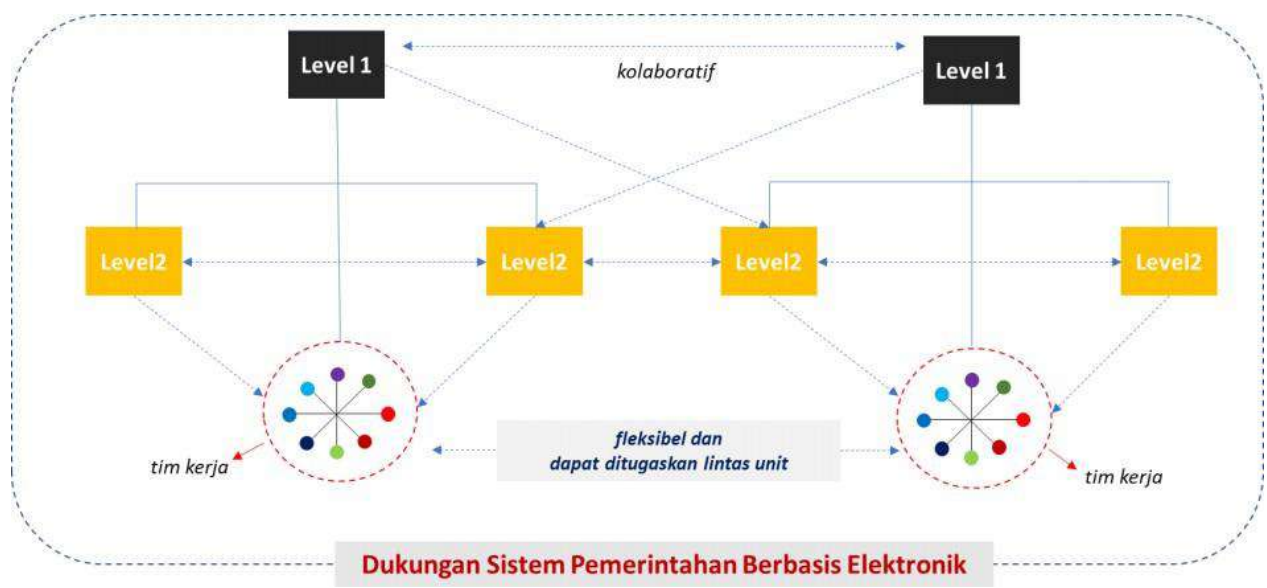 Level 1
Level 1
kolaboratif
Level2
Level2
Level2
Level2
fleksibel dan
dapat ditugaskan lintas unit
tim kerja
tim kerja
Dukungan Sistem Pemerintahan Berbasis Elektronik